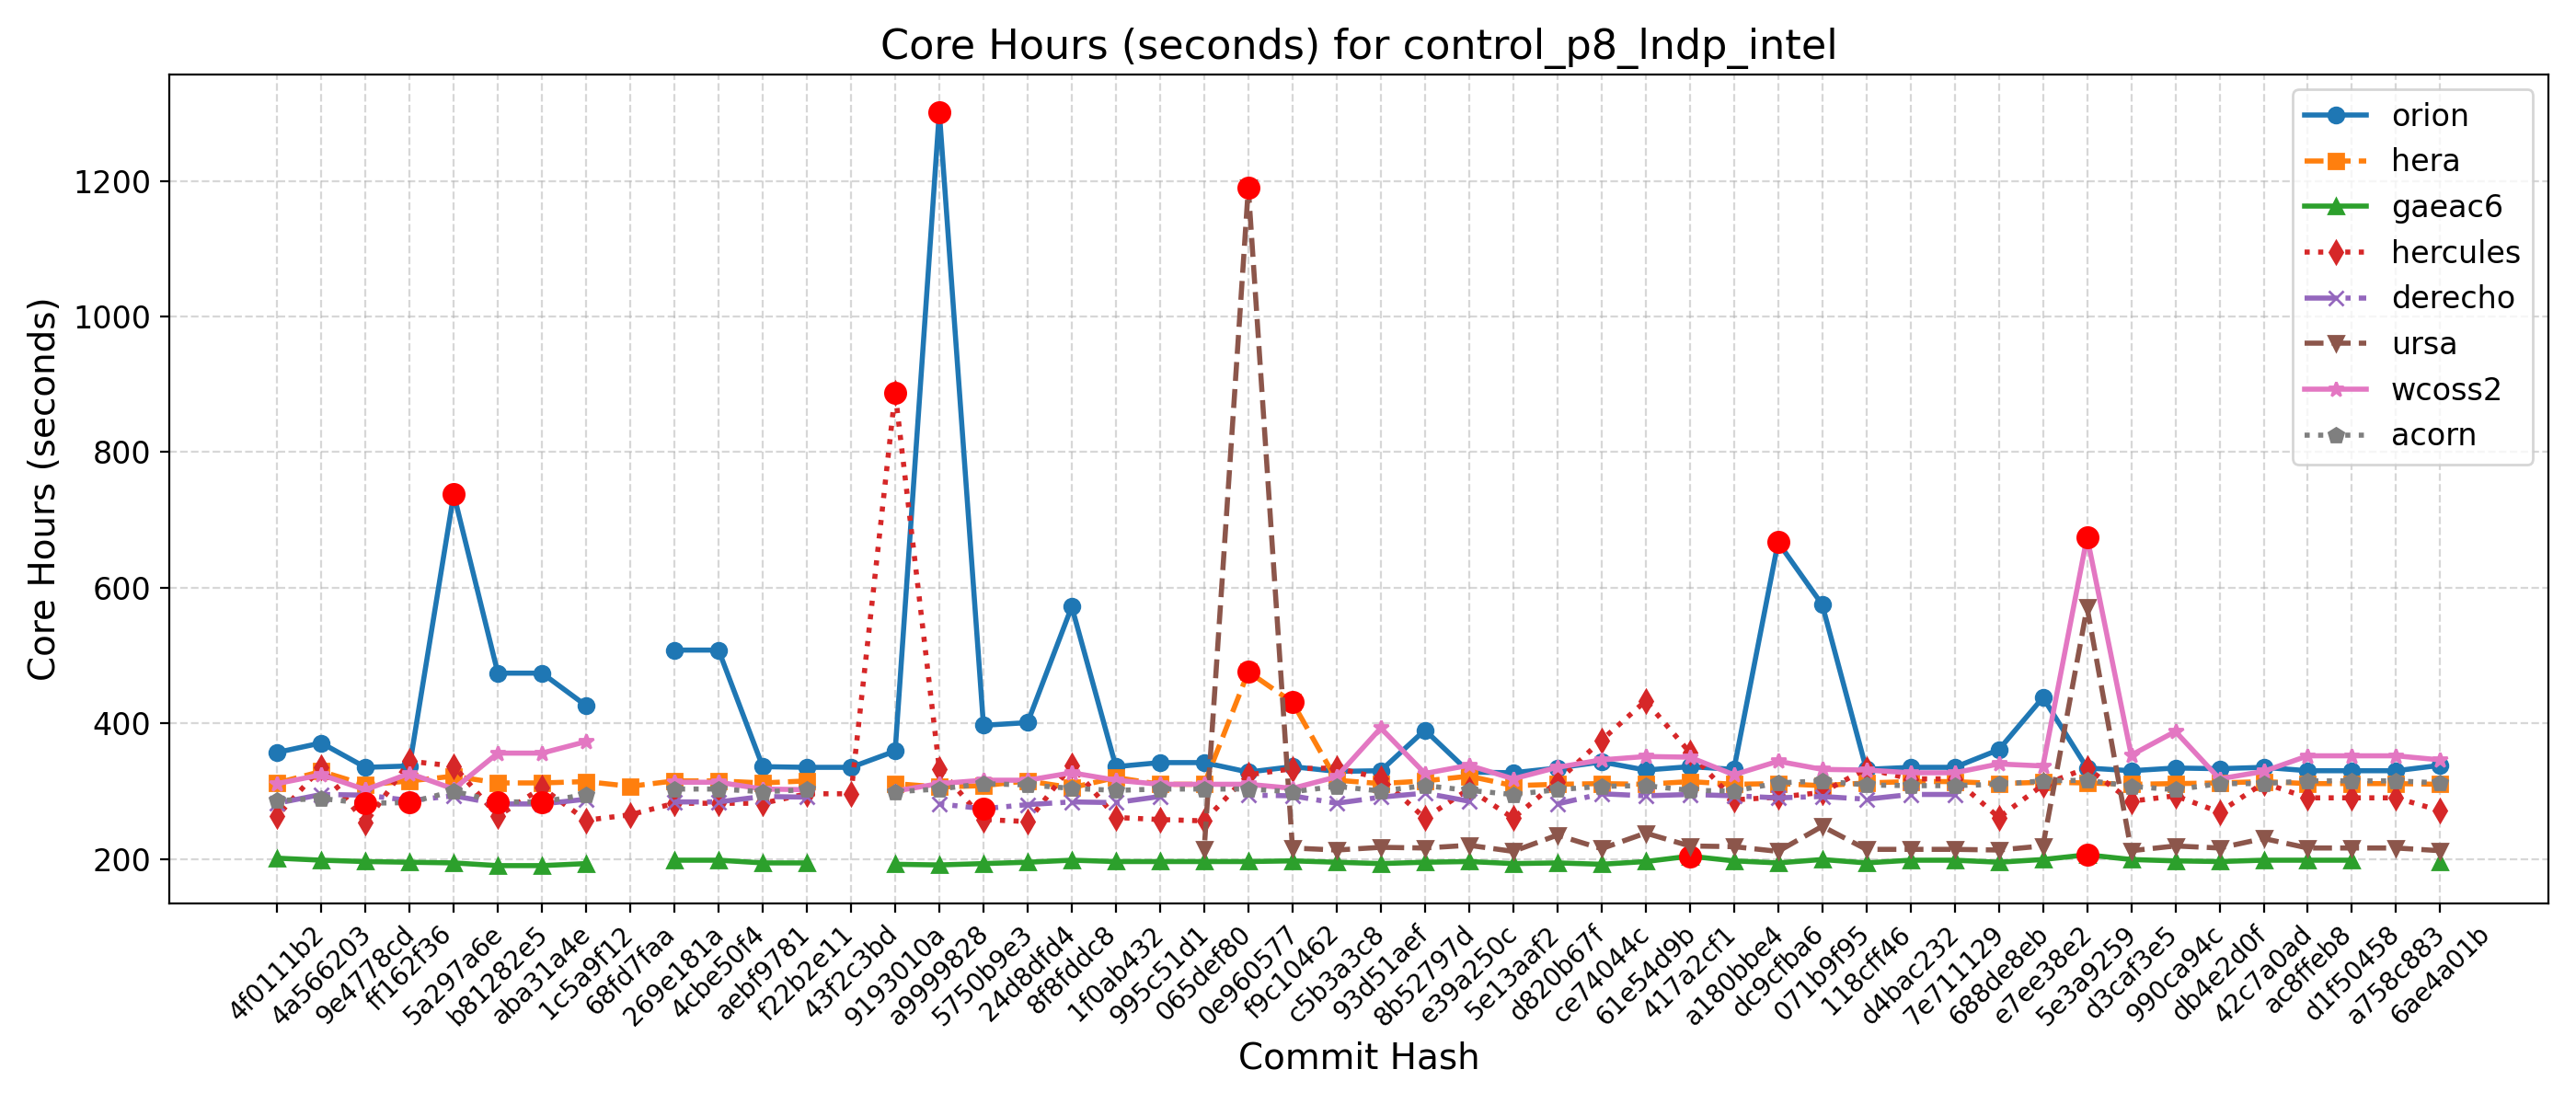 Core Hours (seconds) for control_p8_lndp_intel
Core Hours (seconds)
1200
1000
800
600
400
200
orion
hera
gaeac6
hercules
derecho
ursa
wcoss2
acorn
4f0111b2
4a566203
9e4778cd
ff162f36
5a297a6e
b81282e5
aba31a4e
1c5a9f12
68fd7faa
269e181a
4cbe50f4
aebf9781
f22b2e11
43f2c3bd
9193010a
a9999828
5750b9e3
24d8dfd4
8f8fddc8
1f0ab432
995c51d1
065def80
0e960577
f9c10462
c5b3a3c8
93d51aef
8b52797d
e39a250c
5e13aaf2
d820b67f
ce74044c
61e54d9b
417a2cf1
a180bbe4
dc9cfba6
071b9f95
118cff46
d4bac232
7e711129
688de8eb
e7ee38e2
5e3a9259
d3caf3e5
990ca94c
db4e2d0f
42c7a0ad
ac8ffeb8
d1f50458
a758c883
6ae4a01b
Commit Hash